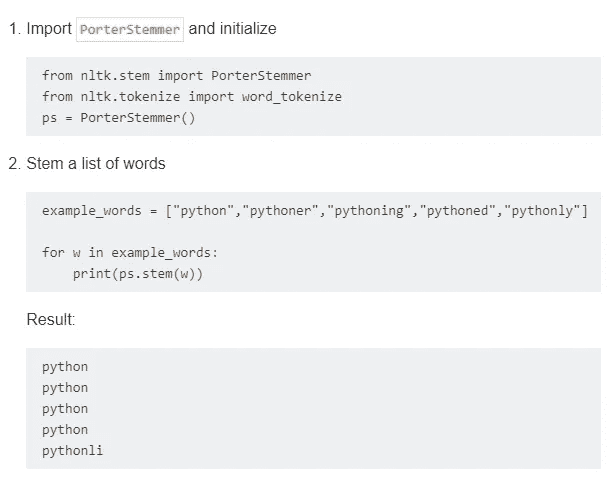 1. Import PorterStemmer and initialize
from nltk.stem import PorterStemmer
from nltk.tokenize import word_tokenize
ps = PorterStemmer()
2. Stem a list of words
example_words = ["python","pythoner","pythoning","pythoned","pythonly"]
for w in example_words:
    print(ps.stem(w))
Result:
python
python
python
python
pythonli